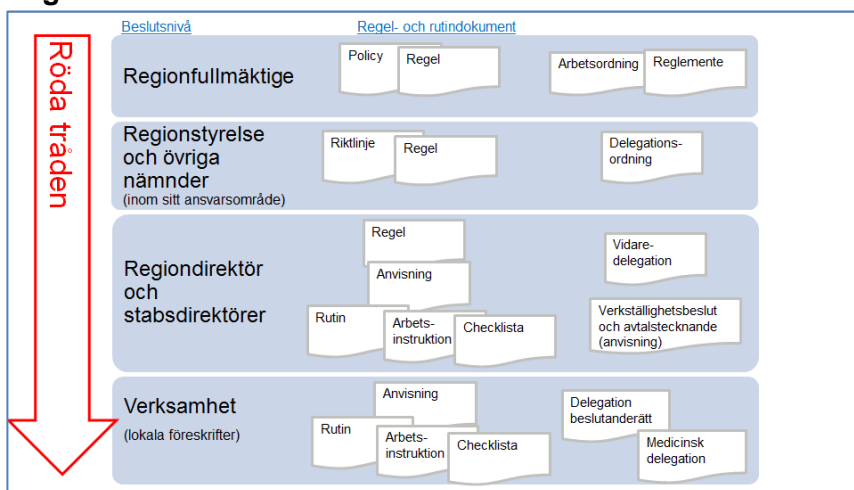 Beslutsnivå
Regel- och rutindokument
Röda tråden
Regionfullmäktige
Policy
Regel
Arbetsordning
Reglemente
Regionstyrelse
och övriga
nämnder
(inom sitt ansvarsområde)
Riktlinje
Regel
Delegations-
ordning
Regiondirektör
och
stabsdirektörer
Regel
Anvisning
Rutin
Arbets-
instruktion
Checklista
Vidare-
delegation
Verkställighetsbeslut
och avtalstecknande
(anvisning)
Verksamhet
(lokala föreskrifter)
Anvisning
Rutin
Arbets-
instruktion
Checklista
Delegation
beslutanderätt
Medicinsk
delegation